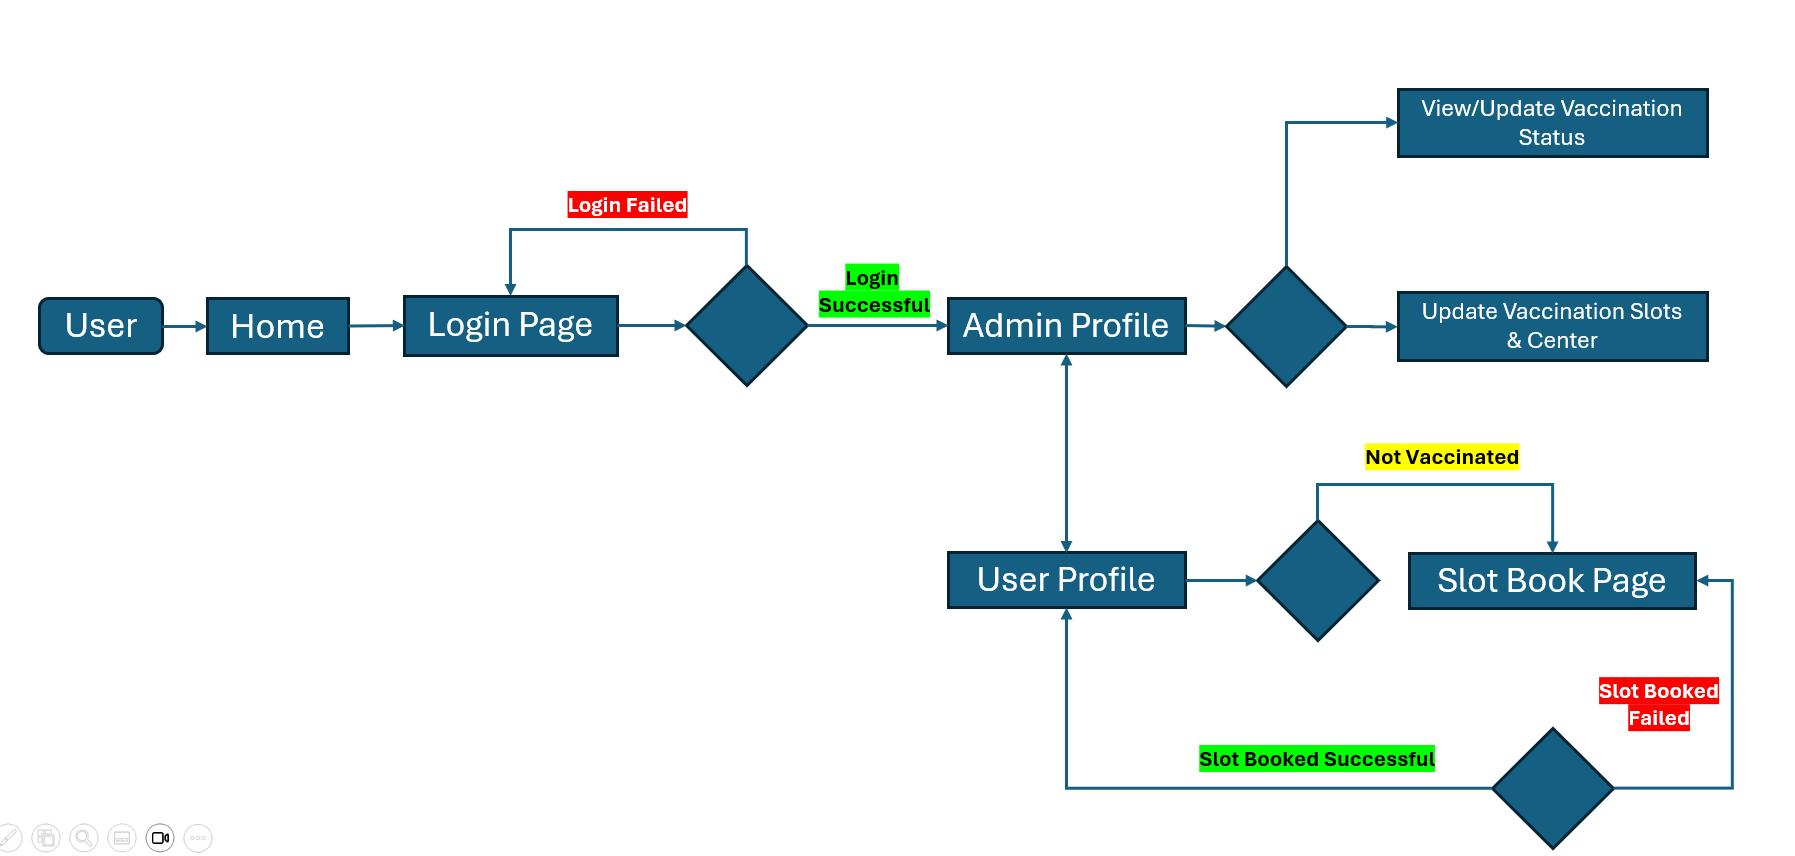 View/Update Vaccination
Status
Login Failed
Login
Successful
User
Home
Login Page
Admin Profile
Update Vaccination Slots
& Center
Not Vaccinated
User Profile
Slot Book Page
Slot Booked
Failed
Slot Booked Successful